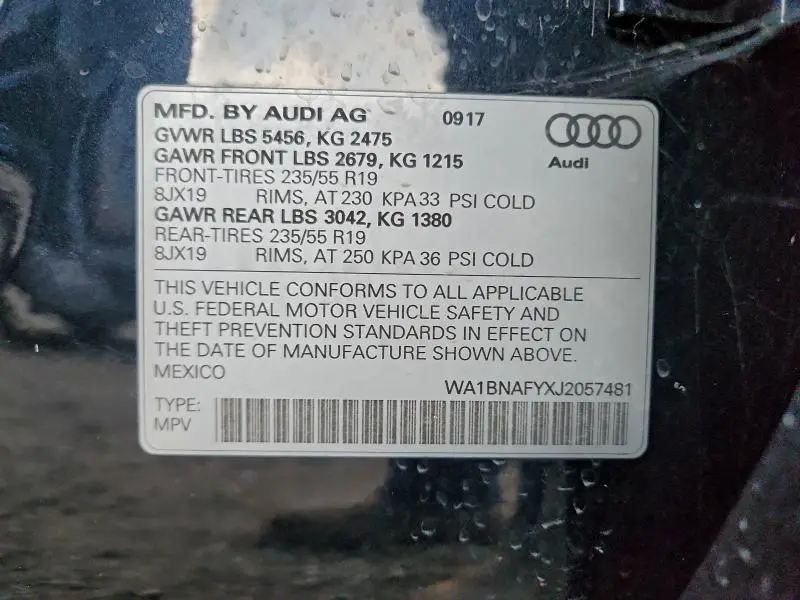 MFD. BY AUDI AG 0917
GVWR LBS 5456, KG 2475
GAWR FRONT LBS 2679, KG 1215
Audi
FRONT-TIRES 235/55 R19
8JX19 RIMS, AT 230 KPA 33 PSI COLD
GAWR REAR LBS 3042, KG 1380
REAR-TIRES 235/55 R19
8JX19 RIMS, AT 250 KPA 36 PSI COLD
THIS VEHICLE CONFORMS TO ALL APPLICABLE
U.S. FEDERAL MOTOR VEHICLE SAFETY AND
THEFT PREVENTION STANDARDS IN EFFECT ON
THE DATE OF MANUFACTURE SHOWN ABOVE.
MEXICO
WA1BNAFYXJ2057481
TYPE:
MPV